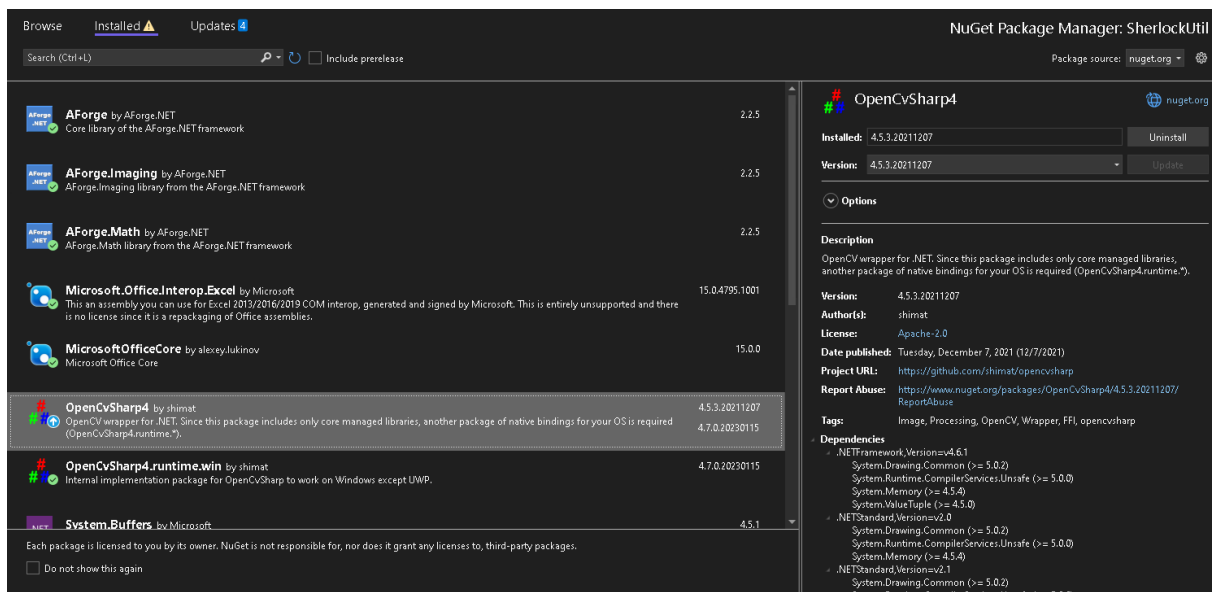 Browse Installed Updates 4
NuGet Package Manager: SherlockUtil
Search (Ctrl+L) Include prerelease
Package source: nuget.org
AForge by AForge.NET 2.2.5
Core library of the AForge.NET framework
AForge.Imaging by AForge.NET 2.2.5
AForge.Imaging library from the AForge.NET framework
AForge.Math by AForge.NET 2.2.5
AForge.Math library from the AForge.NET framework
Microsoft.Office.Interop.Excel by Microsoft 15.0.4795.1001
This an assembly you can use for Excel 2013/2016/2019 COM interop, generated and signed by Microsoft. This is entirely unsupported and there
is no license since it is a repackaging of Office assemblies.
MicrosoftOfficeCore by alexey.lukinov 15.0.0
Microsoft Office Core
OpenCvSharp4 by shimat 4.5.3.20211207
OpenCV wrapper for .NET. Since this package includes only core managed libraries, another package of native bindings for your OS is required 4.7.0.20230115
(OpenCvSharp4.runtime.*).
OpenCvSharp4.runtime.win by shimat 4.7.0.20230115
Internal implementation package for OpenCvSharp to work on Windows except UWP.
System.Buffers by Microsoft 4.5.1
Each package is licensed to you by its owner. NuGet is not responsible for, nor does it grant any licenses to, third-party packages.
Do not show this again
OpenCvSharp4 nuget.org
Installed: 4.5.3.20211207 Uninstall
Version: 4.5.3.20211207 Update
Options
Description
OpenCV wrapper for .NET. Since this package includes only core managed libraries,
another package of native bindings for your OS is required (OpenCvSharp4.runtime.*).
Version: 4.5.3.20211207
Author(s): shimat
License: Apache-2.0
Date published: Tuesday, December 7, 2021 (12/7/2021)
Project URL: https://github.com/shimat/opencvsharp
Report Abuse: https://www.nuget.org/packages/OpenCvSharp4/4.5.3.20211207/
ReportAbuse
Tags: Image, Processing, OpenCV, Wrapper, FFI, opencvsharp
Dependencies
.NETFramework,Version=v4.6.1
System.Drawing.Common (>= 5.0.2)
System.Runtime.CompilerServices.Unsafe (>= 5.0.0)
System.Memory (>= 4.5.4)
System.ValueTuple (>= 4.5.0)
.NETStandard,Version=v2.0
System.Drawing.Common (>= 5.0.2)
System.Runtime.CompilerServices.Unsafe (>= 5.0.0)
System.Memory (>= 4.5.4)
.NETStandard,Version=v2.1
System.Drawing.Common (>= 5.0.2)